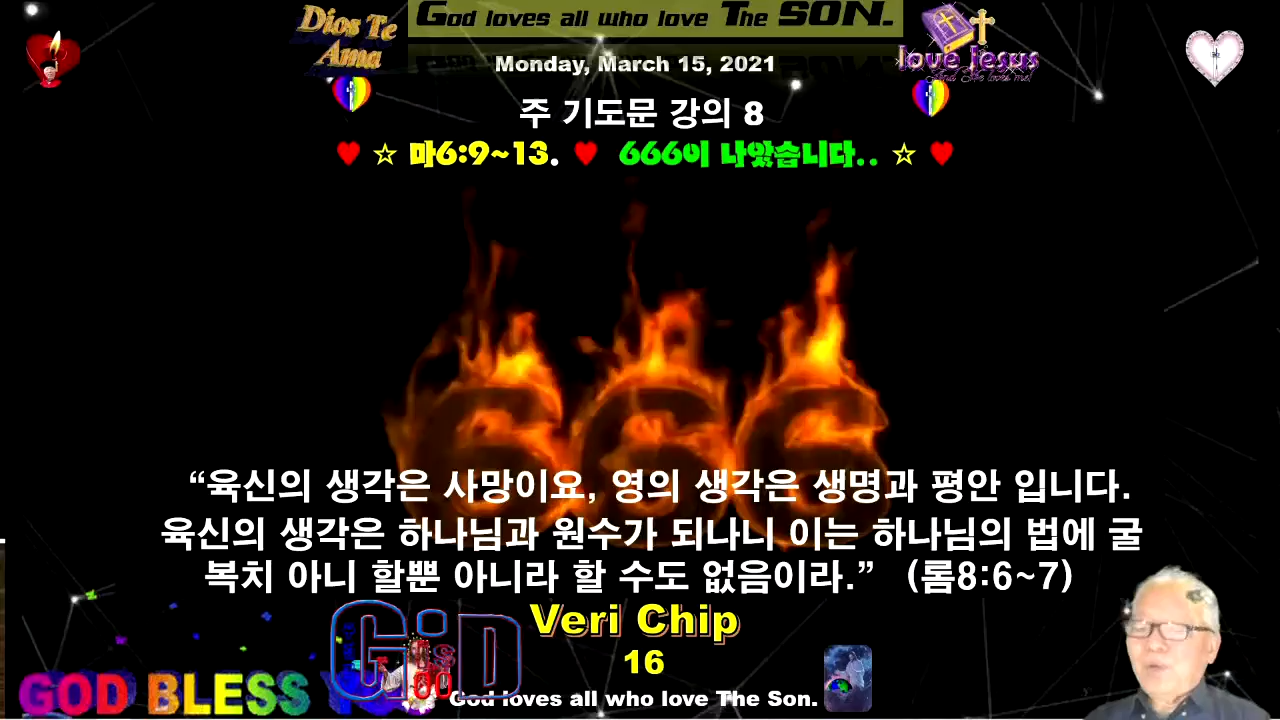 Dios Te
Ama
God loves all who love The SON.
love Jesus
And He loves me!
Monday, March 15, 2021
주 기도문 강의 8
♥ ☆ 마6:9~13. ♥ 666이 나왔습니다.. ☆ ♥
666
“육신의 생각은 사망이요, 영의 생각은 생명과 평안 입니다.
육신의 생각은 하나님과 원수가 되나니 이는 하나님의 법에 굴
복치 아니 할뿐 아니라 할 수도 없음이라.” (롬8:6~7)
Veri Chip
16
GOD BLESS
GiD
God loves all who love The Son.